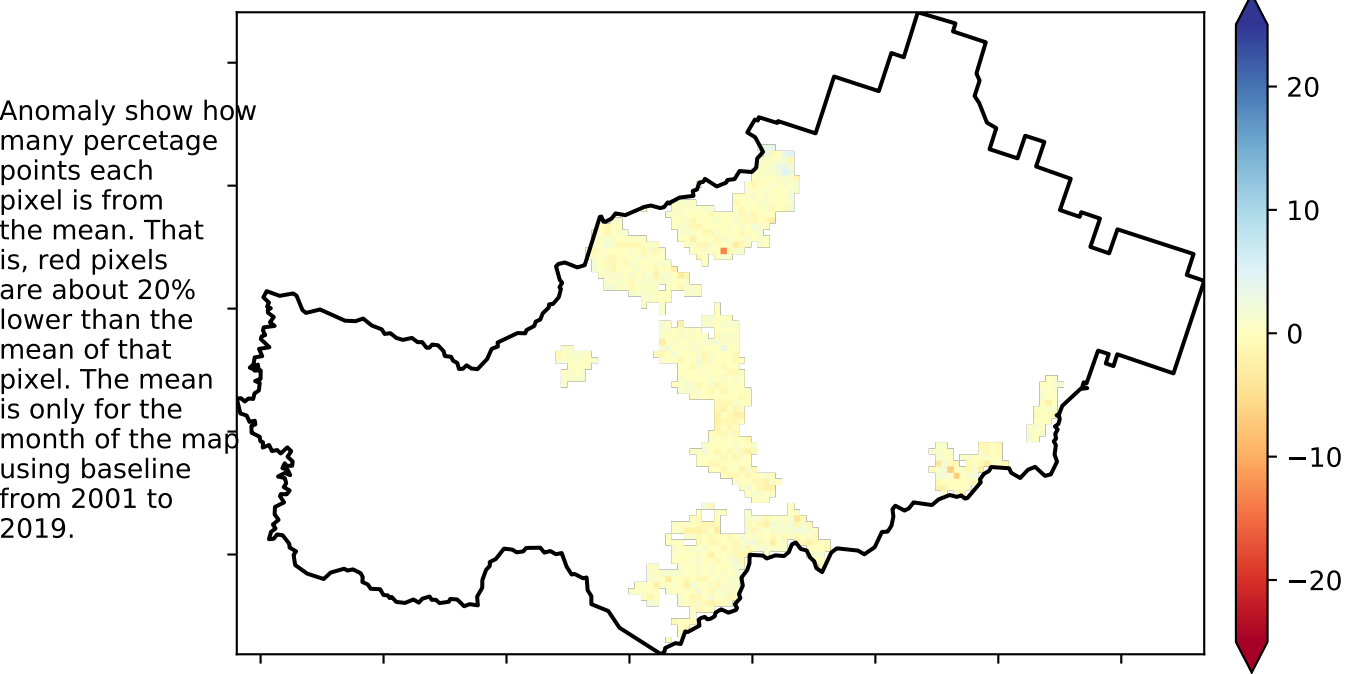 Anomaly show how
many percetage
points each
pixel is from
the mean. That
is, red pixels
are about 20%
lower than the
mean of that
pixel. The mean
is only for the
month of the map
using baseline
from 2001 to
2019.
20
10
0
−10
−20